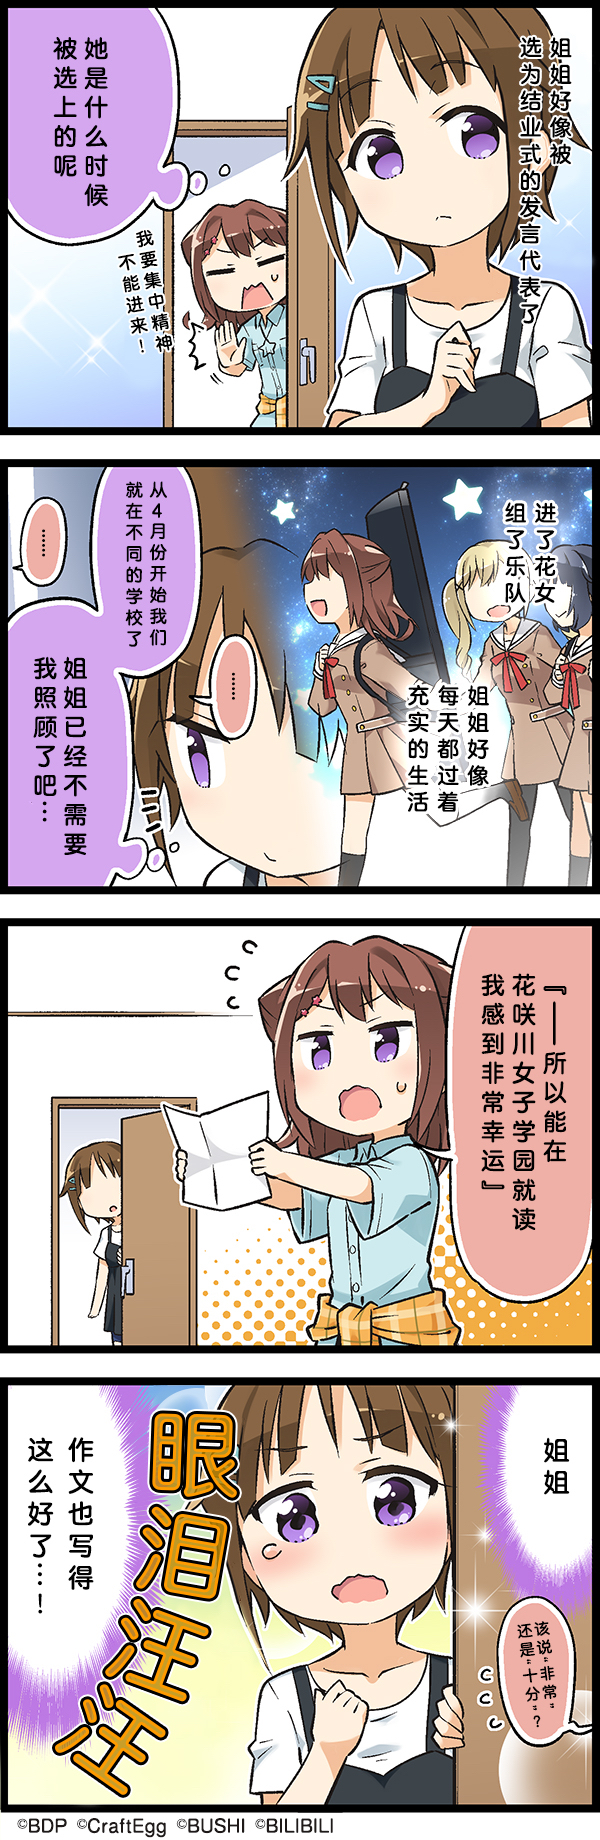 姐姐好像被
选为结业式的发言代表了
她是什么时候
被选上的呢
我要集中精神
不能进来！
进了花女
组了乐队
姐姐好像
每天都过着
充实的生活
从4月份开始我们
就在不同的学校了
……
……
姐姐已经不需要
我照顾了吧…
『——所以能在
花咲川女子学园就读
我感到非常幸运』
姐姐
作文也写得
这么好了…！
眼泪汪汪
该说"非常"
还是"十分"？
©BDP ©CraftEgg ©BUSHI ©BILIBILI